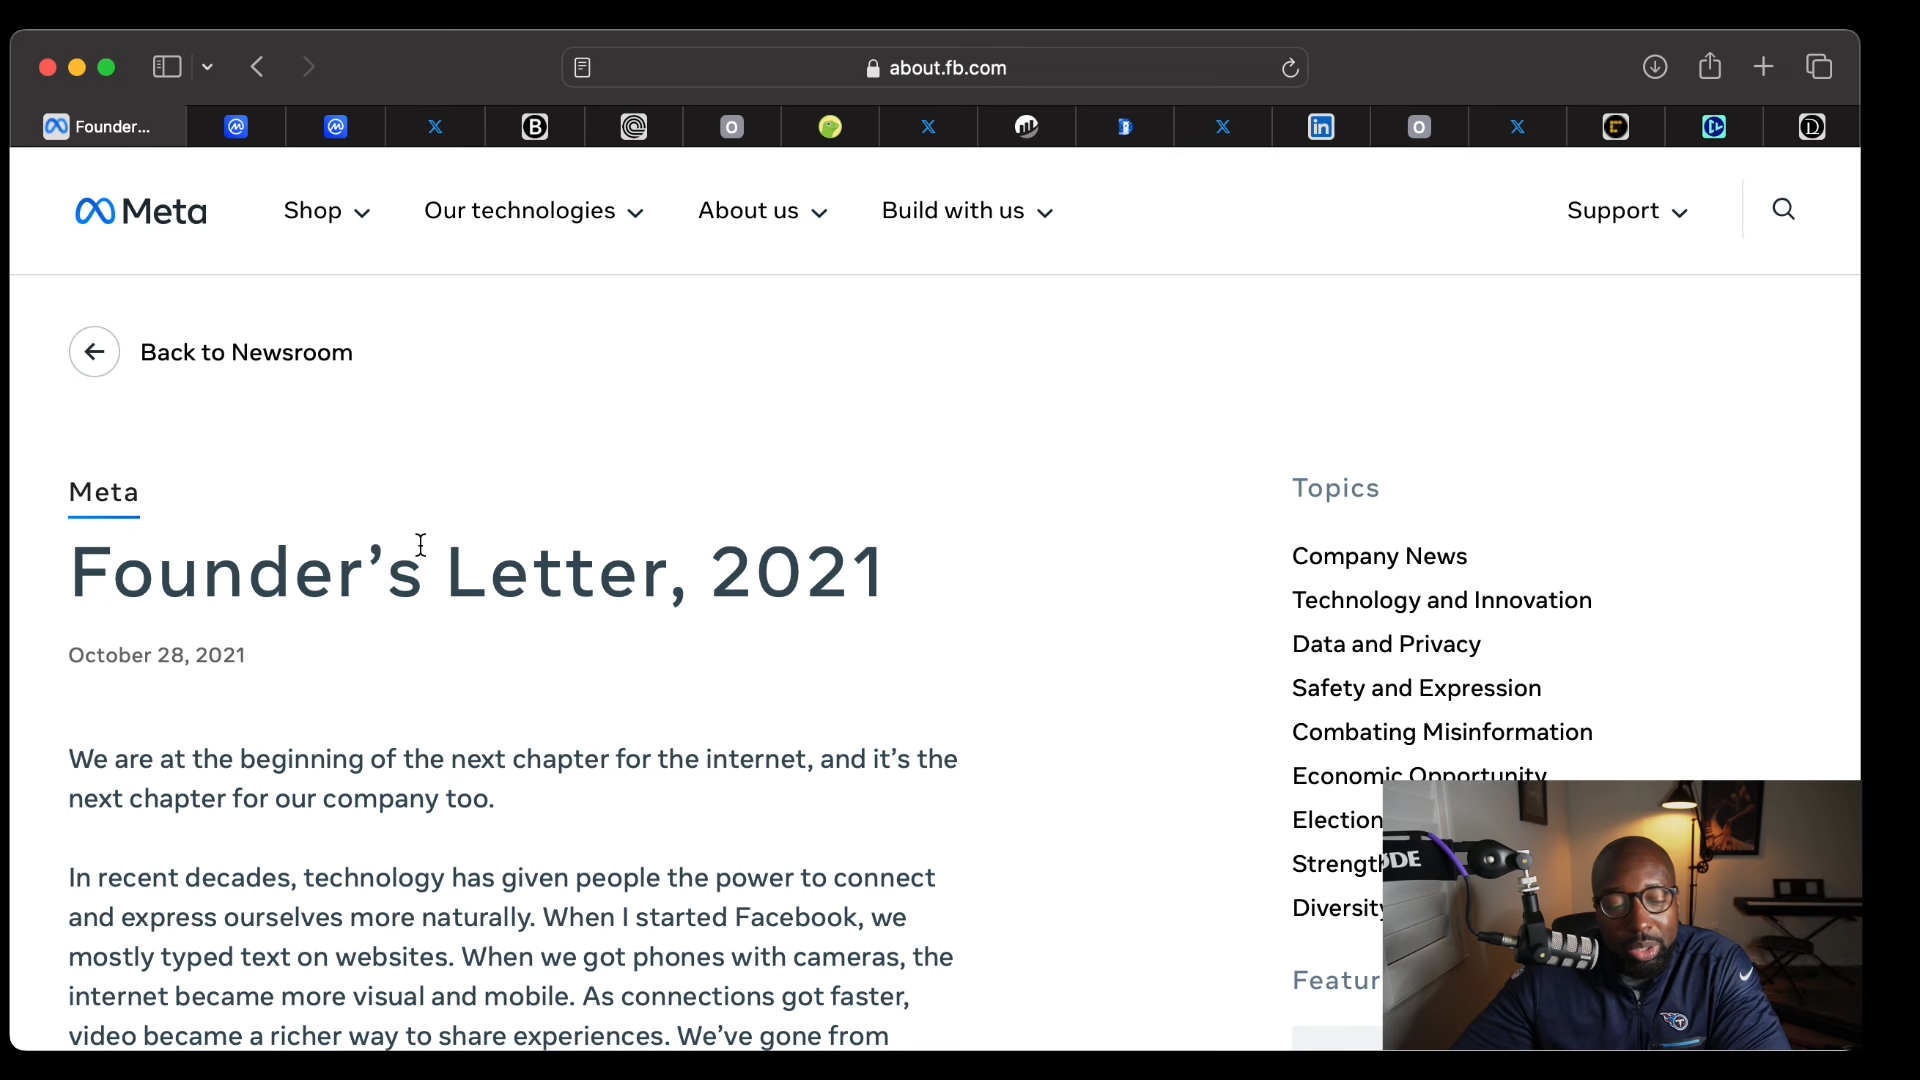 about.fb.com
Founder...
Meta
Shop
Our technologies
About us
Build with us
Support
Back to Newsroom
Meta
Founder’s Letter, 2021
October 28, 2021
We are at the beginning of the next chapter for the internet, and it’s the
next chapter for our company too.
In recent decades, technology has given people the power to connect
and express ourselves more naturally. When I started Facebook, we
mostly typed text on websites. When we got phones with cameras, the
internet became more visual and mobile. As connections got faster,
video became a richer way to share experiences. We’ve gone from
Topics
Company News
Technology and Innovation
Data and Privacy
Safety and Expression
Combating Misinformation
Economic Opportunity
Election
Strength
Diversity
Featur